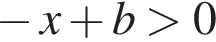 − x + b > 0